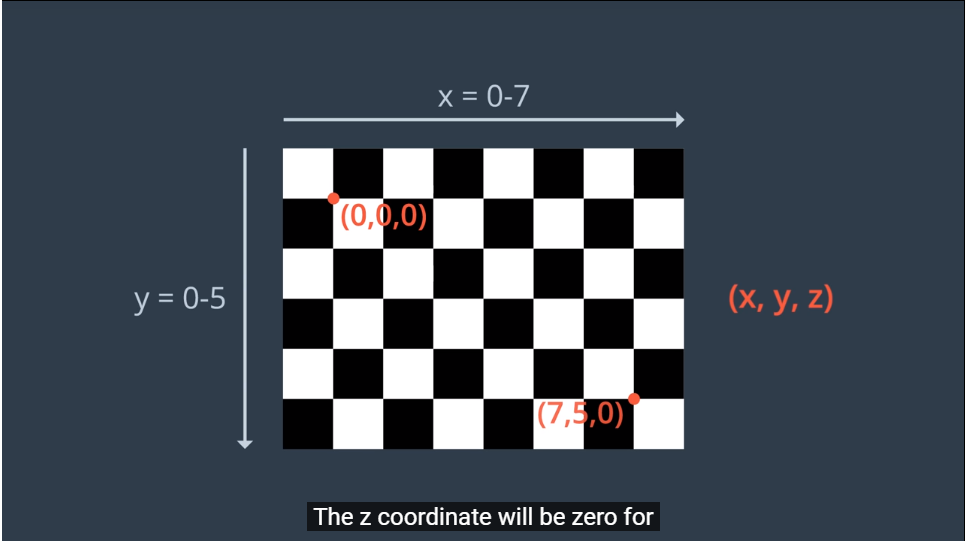 x = 0-7
(0,0,0)
y = 0-5
(x, y, z)
(7,5,0)
The z coordinate will be zero for